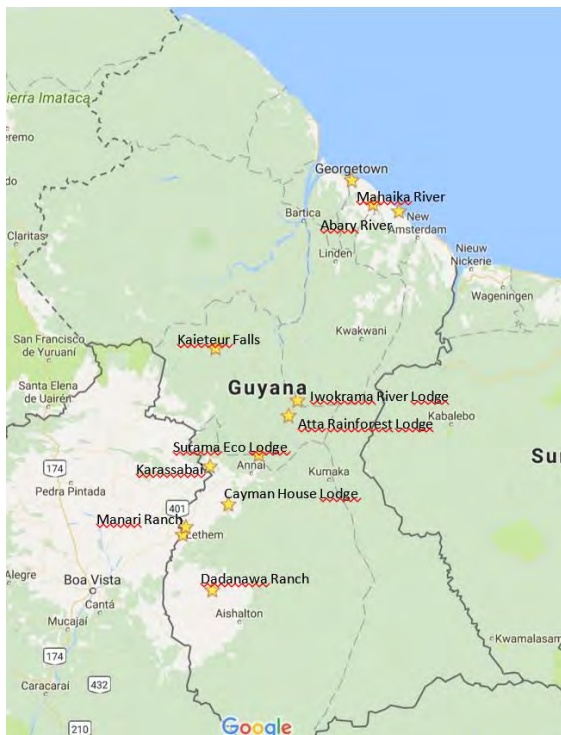 ierra Imataca
eremo
do
Claritas
Georgetown
Mahaika River
Bartica
Abary River
New
Amsterdam
Linden
Nieuw
Nickerie
Wageningen
Kwakwani
San Francisco
de Yuruaní
Kaieteur Falls
Santa Elena
de Uairén
Guyana
Iwokrama River Lodge
Kabalebo
Atta Rainforest Lodge
Surama Eco Lodge
Su
174
Karassabai
Annai
Kumaka
Pedra Pintada
Cayman House Lodge
401
Manari Ranch
Lethem
Alegre
Boa Vista
Dadanawa Ranch
Cantá
Aishalton
Mucajaí
Kwamalasam
174
432
Caracaraí
210
Google